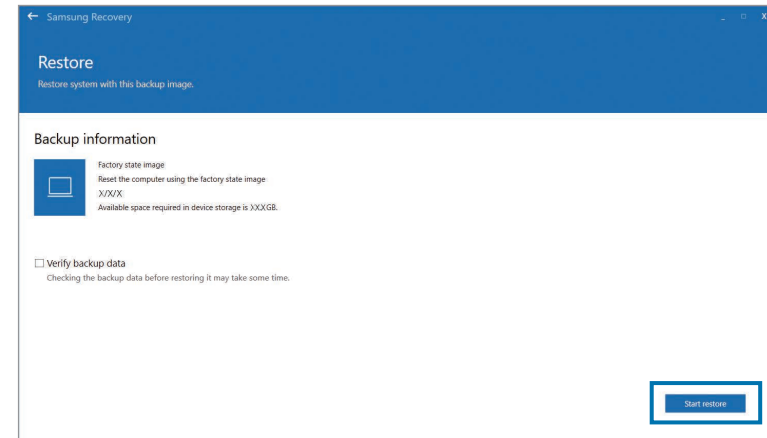 Samsung Recovery
Restore
Restore system with this backup image.
Backup information
Factory state image
Reset the computer using the factory state image
X/X/X
Available space required in device storage is XXXGB.
Verify backup data
Checking the backup data before restoring it may take some time.
Start restore